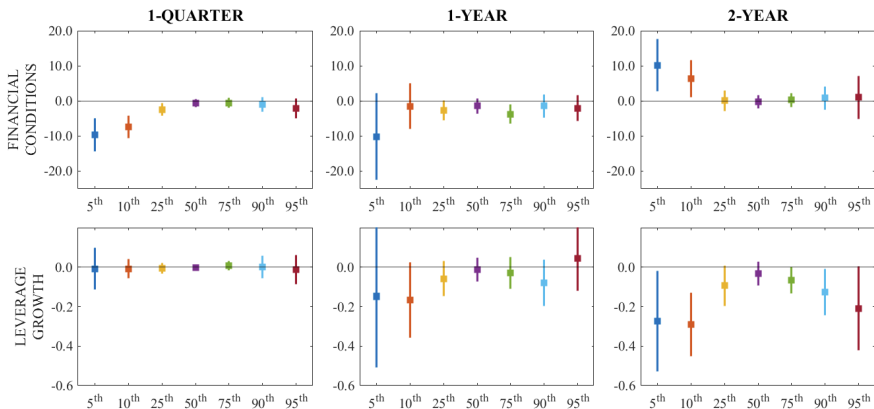 1-QUARTER 1-YEAR 2-YEAR
FINANCIAL
CONDITIONS
20.0 20.0 20.0
10.0 10.0 10.0
0.0 0.0 0.0
-10.0 -10.0 -10.0
-20.0 -20.0 -20.0
5th 10th 25th 50th 75th 90th 95th 5th 10th 25th 50th 75th 90th 95th 5th 10th 25th 50th 75th 90th 95th
LEVERAGE
GROWTH
0.0 0.0 0.0
-0.2 -0.2 -0.2
-0.4 -0.4 -0.4
-0.6 -0.6 -0.6
5th 10th 25th 50th 75th 90th 95th 5th 10th 25th 50th 75th 90th 95th 5th 10th 25th 50th 75th 90th 95th